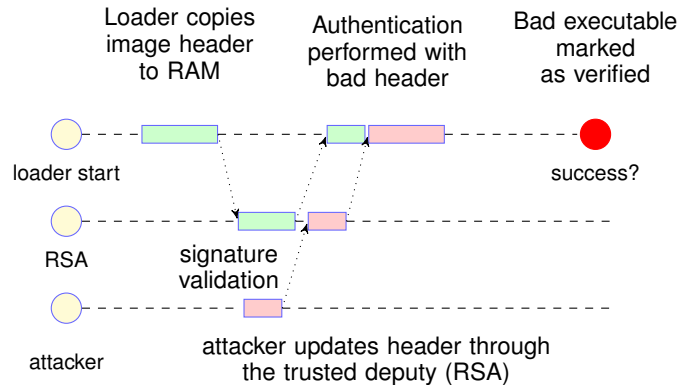 Loader copies
image header
to RAM
Authentication
performed with
bad header
Bad executable
marked
as verified
loader start
success?
RSA
signature
validation
attacker
attacker updates header through
the trusted deputy (RSA)